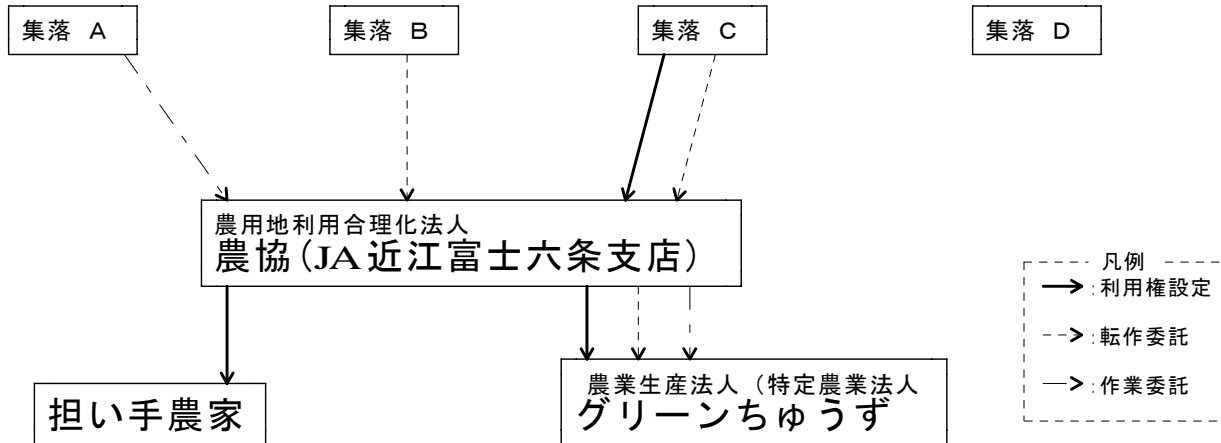 集落 A
集落 B
集落 C
集落 D
農用地利用合理化法人
農協(JA近江富士六条支店)
凡例
:利用権設定
:転作委託
:作業委託
担い手農家
農業生産法人（特定農業法人
グリーンちゅうず